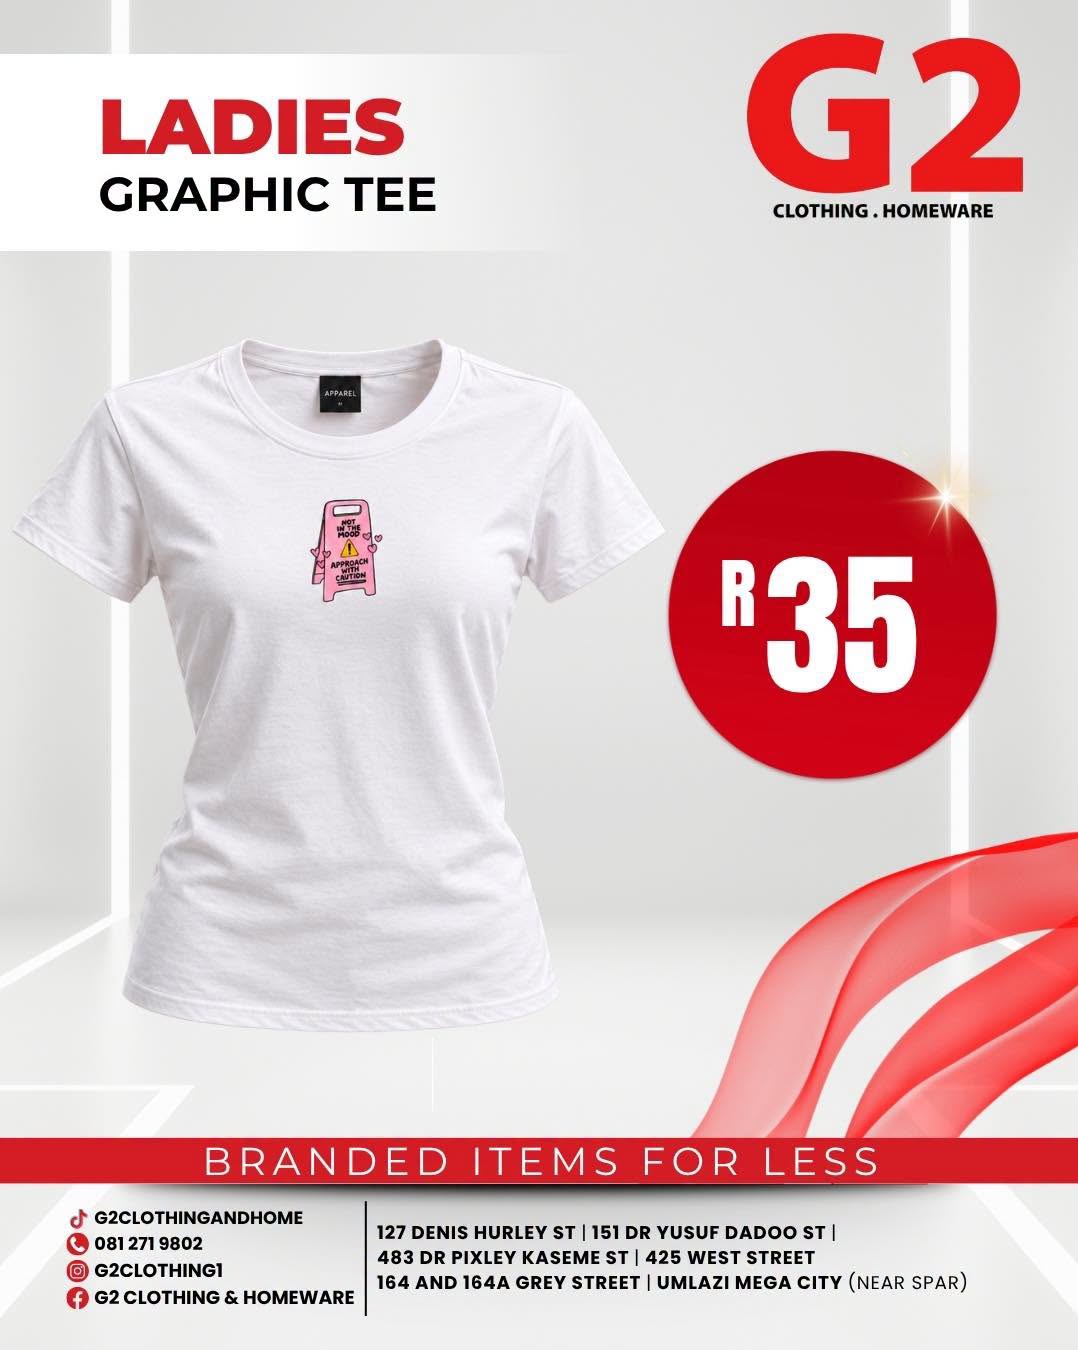 LADIES
GRAPHIC TEE
G2
CLOTHING . HOMEWARE
APPAREL
NOT
IN THE
MOOD
!
APPROACH
WITH
CAUTION
R35
BRANDED ITEMS FOR LESS
G2CLOTHINGANDHOME
081 271 9802
G2CLOTHING1
G2 CLOTHING & HOMEWARE
127 DENIS HURLEY ST | 151 DR YUSUF DADOO ST |
483 DR PIXLEY KASEME ST | 425 WEST STREET
164 AND 164A GREY STREET | UMLAZI MEGA CITY (NEAR SPAR)